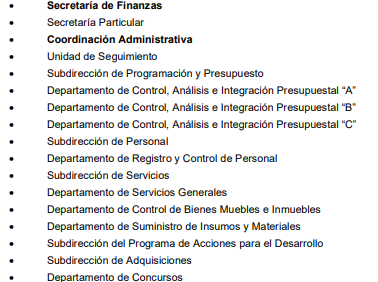 • Secretaría de Finanzas
• Secretaría Particular
• Coordinación Administrativa
• Unidad de Seguimiento
• Subdirección de Programación y Presupuesto
• Departamento de Control, Análisis e Integración Presupuestal “A”
• Departamento de Control, Análisis e Integración Presupuestal “B”
• Departamento de Control, Análisis e Integración Presupuestal “C”
• Subdirección de Personal
• Departamento de Registro y Control de Personal
• Subdirección de Servicios
• Departamento de Servicios Generales
• Departamento de Control de Bienes Muebles e Inmuebles
• Departamento de Suministro de Insumos y Materiales
• Subdirección del Programa de Acciones para el Desarrollo
• Subdirección de Adquisiciones
• Departamento de Concursos